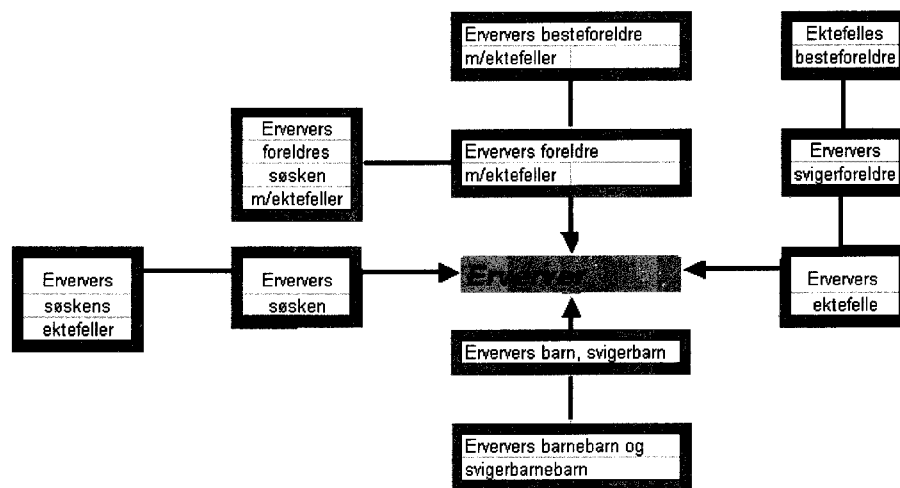 Erververs besteforeldre
m/ektefeller
Ektefelles
besteforeldre
Erververs
foreldres
søsken
m/ektefeller
Erververs foreldre
m/ektefeller
Erververs
svigerforeldre
Erververs
søskens
ektefeller
Erververs
søsken
Erverver
Erververs
ektefelle
Erververs barn, svigerbarn
Erververs barnebarn og
svigerbarnebarn